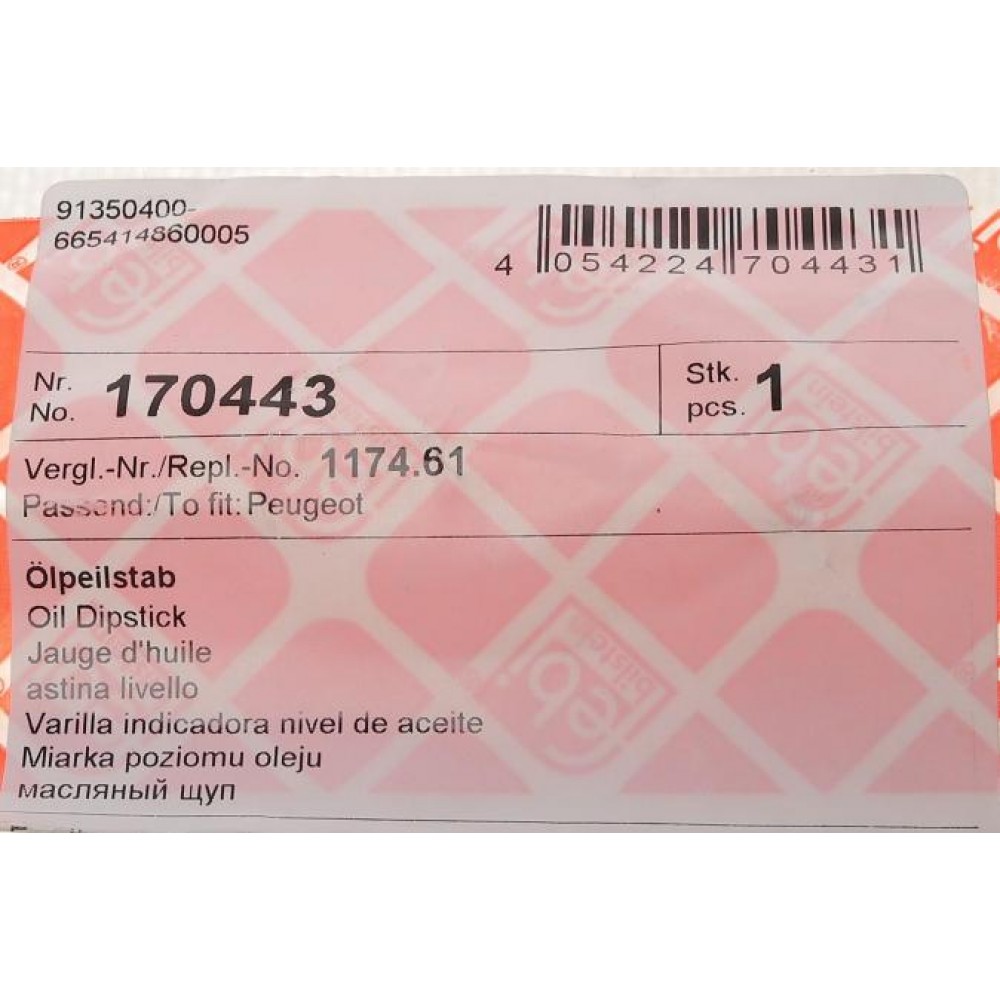 91350400-
665414860005
4 054224 704431
Nr.
No. 170443
Stk.
pcs. 1
Vergl.-Nr./Repl.-No. 1174.61
Passend:/To fit: Peugeot
Ölpeilstab
Oil Dipstick
Jauge d'huile
astina livello
Varilla indicadora nivel de aceite
Miarka poziomu oleju
масляный щуп
febi
bilstein